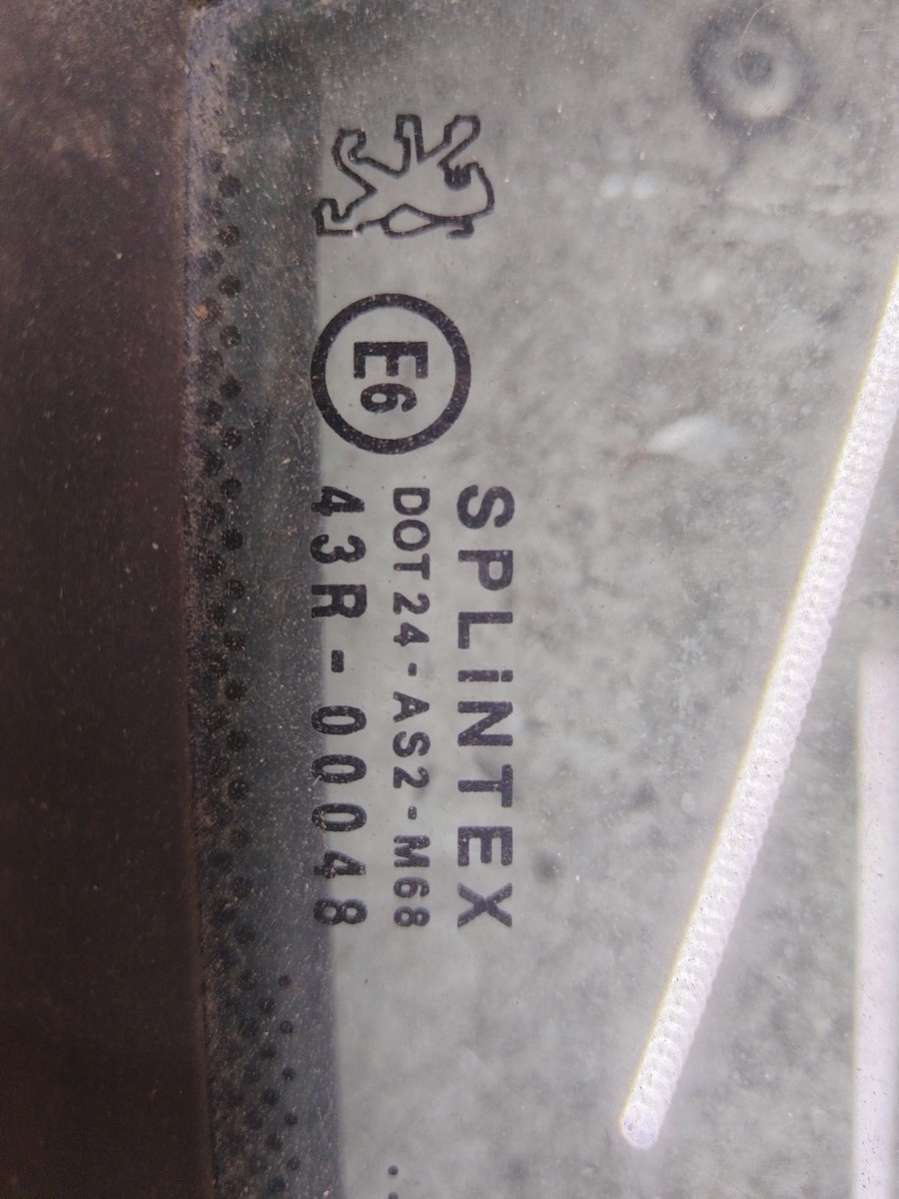 E6
SPLiNTEX
DOT24-AS2-M68
43R-00048